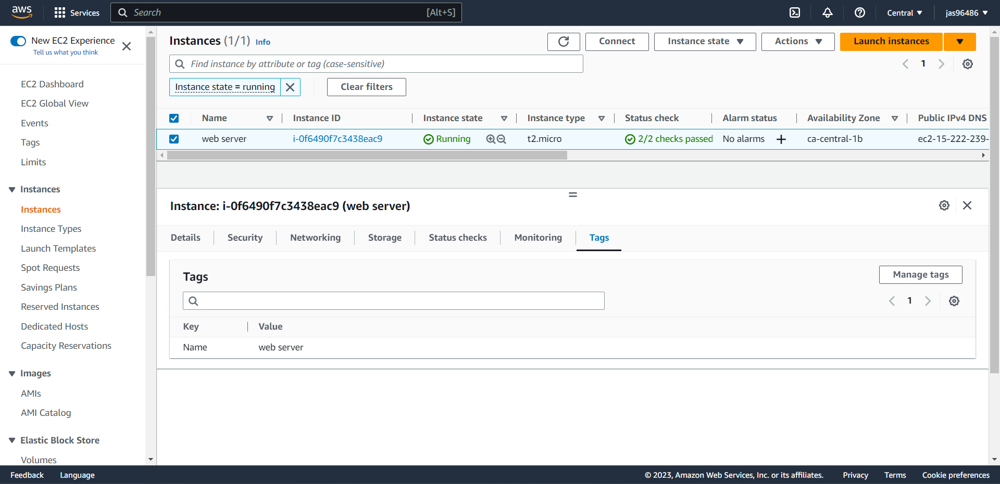 aws Services Search [Alt+S] Central jas96486
New EC2 Experience
Tell us what you think
EC2 Dashboard
EC2 Global View
Events
Tags
Limits
Instances
Instances
Instance Types
Launch Templates
Spot Requests
Savings Plans
Reserved Instances
Dedicated Hosts
Capacity Reservations
Images
AMIs
AMI Catalog
Elastic Block Store
Volumes
Instances (1/1) Info Connect Instance state Actions Launch instances
Find instance by attribute or tag (case-sensitive) 1
Instance state = running Clear filters
Name Instance ID Instance state Instance type Status check Alarm status Availability Zone Public IPv4 DNS
web server i-0f6490f7c3438eac9 Running t2.micro 2/2 checks passed No alarms ca-central-1b ec2-15-222-239-
Instance: i-0f6490f7c3438eac9 (web server)
Details Security Networking Storage Status checks Monitoring Tags
Tags Manage tags
1
Key Value
Name web server
Feedback Language © 2023, Amazon Web Services, Inc. or its affiliates. Privacy Terms Cookie preferences